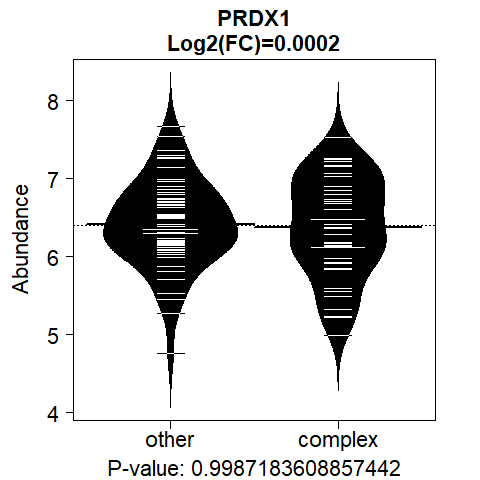 PRDX1
Log2(FC)=0.0002
Abundance
8
7
6
5
4
other complex
P-value: 0.9987183608857442